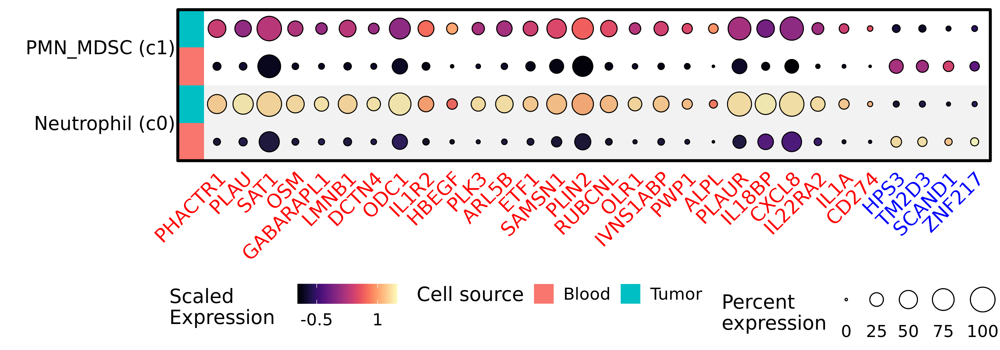 PMN_MDSC (c1)
Neutrophil (c0)
PHACTR1
PLAU
SAT1
OSM
GABARAPL1
LMNB1
DCTN4
ODC1
IL1R2
HBEGF
PLK3
ARL5B
ETF1
SAMSN1
PLIN2
RUBCNL
OLR1
IVNS1ABP
PWP1
ALPL
PLAUR
IL18BP
CXCL8
IL22RA2
IL1A
CD274
HPS3
TM2D3
SCAND1
ZNF217
Scaled
Expression
-0.5 1
Cell source Blood Tumor
Percent
expression
0 25 50 75 100